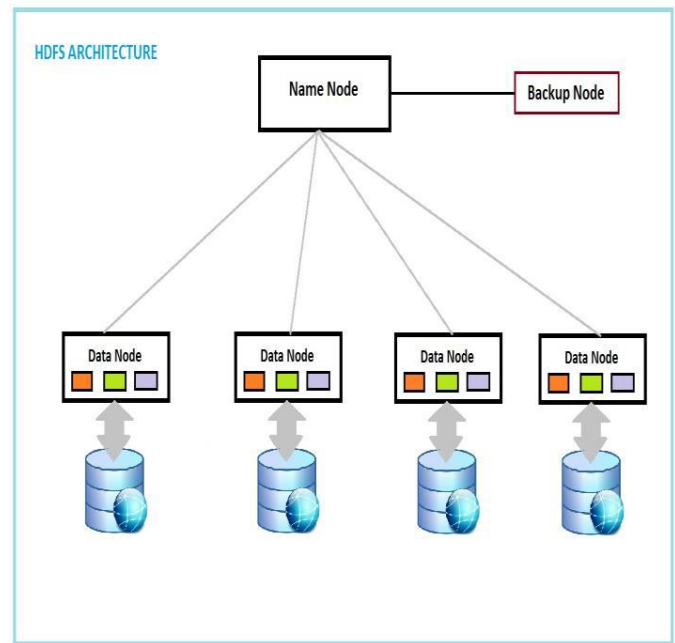 HDFS ARCHITECTURE
Name Node
Backup Node
Data Node
Data Node
Data Node
Data Node